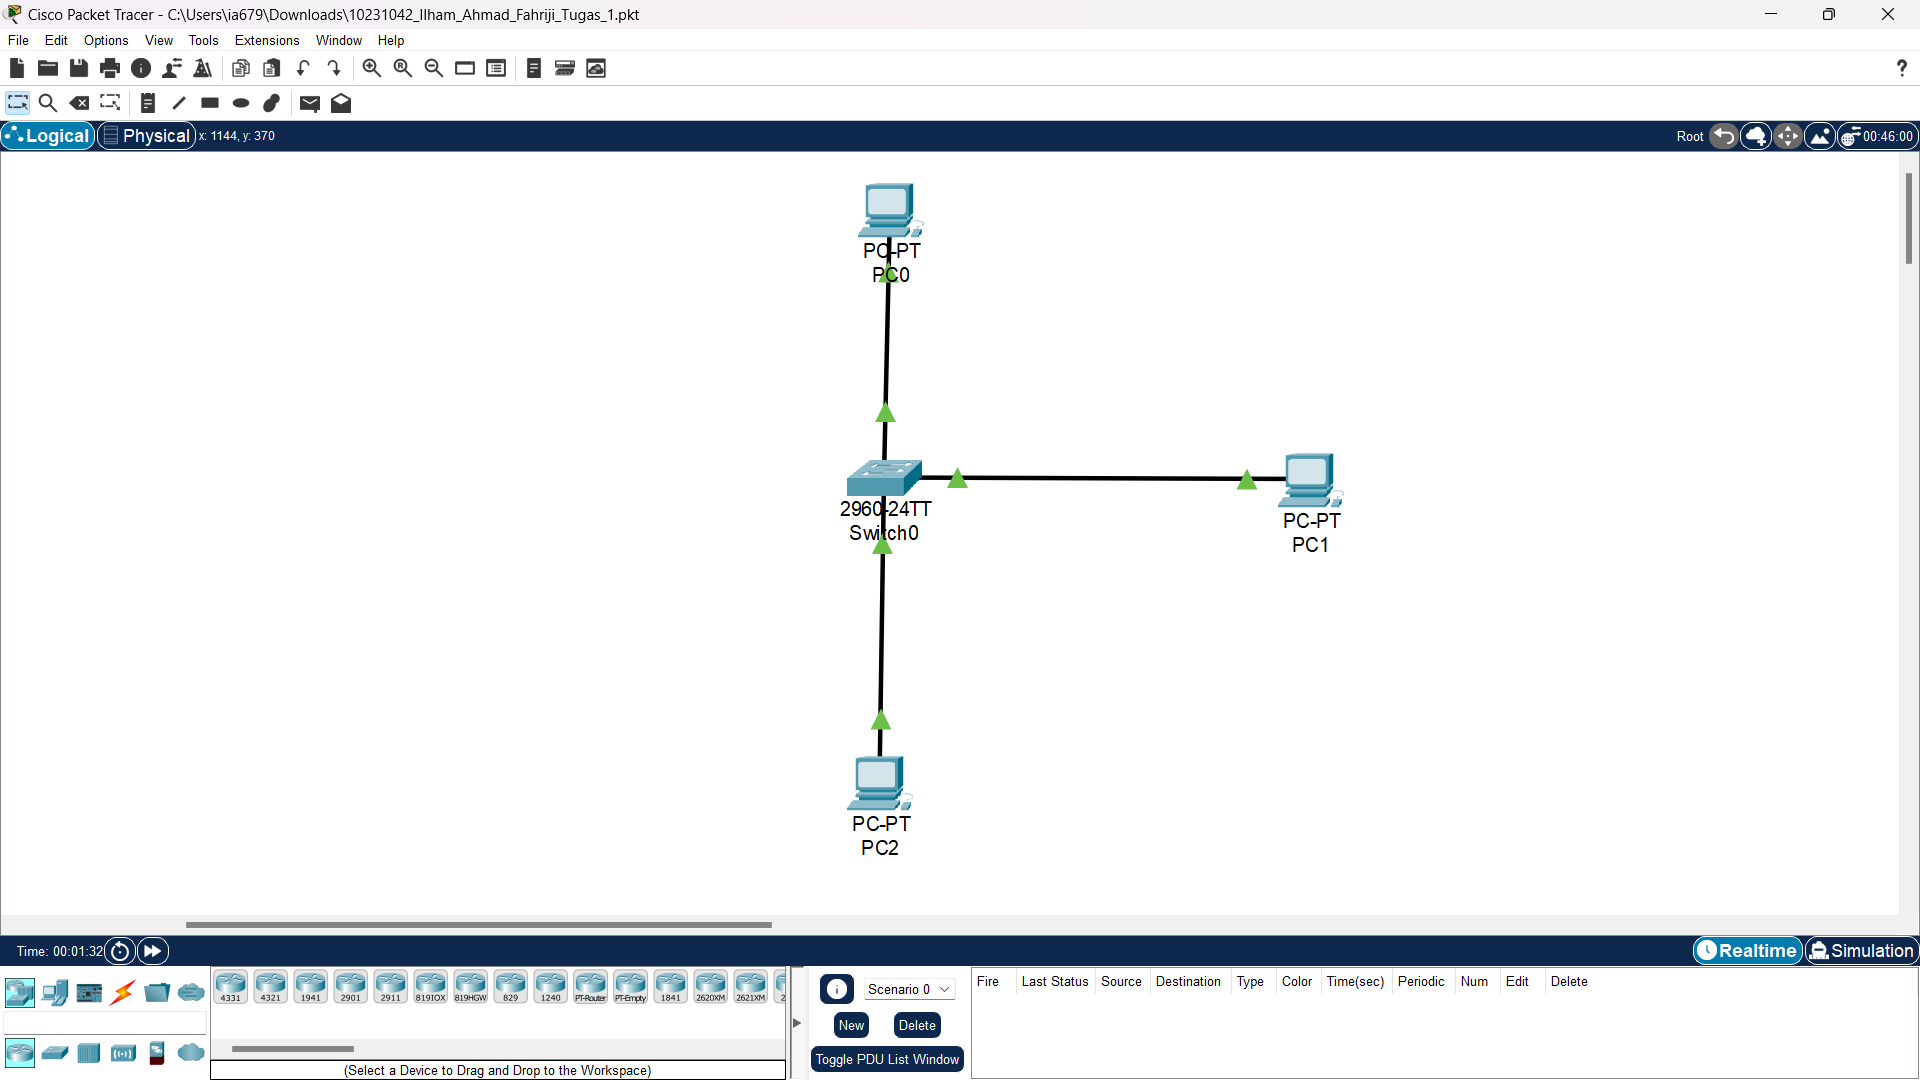 Cisco Packet Tracer - C:\Users\ia679\Downloads\10231042_Ilham_Ahmad_Fahriji_Tugas_1.pkt
File Edit Options View Tools Extensions Window Help
Logical Physical x: 1144, y: 370 Root 00:46:00
PC-PT
PC0
2960-24TT
Switch0
PC-PT
PC1
PC-PT
PC2
Time: 00:01:32 Realtime Simulation
4331 4321 1941 2901 2911 819IOX 819HGW 829 1240 PT-Router PT-Empty 1841 2620XM 2621XM 2
Scenario 0
New Delete
Toggle PDU List Window
Fire Last Status Source Destination Type Color Time(sec) Periodic Num Edit Delete
(Select a Device to Drag and Drop to the Workspace)